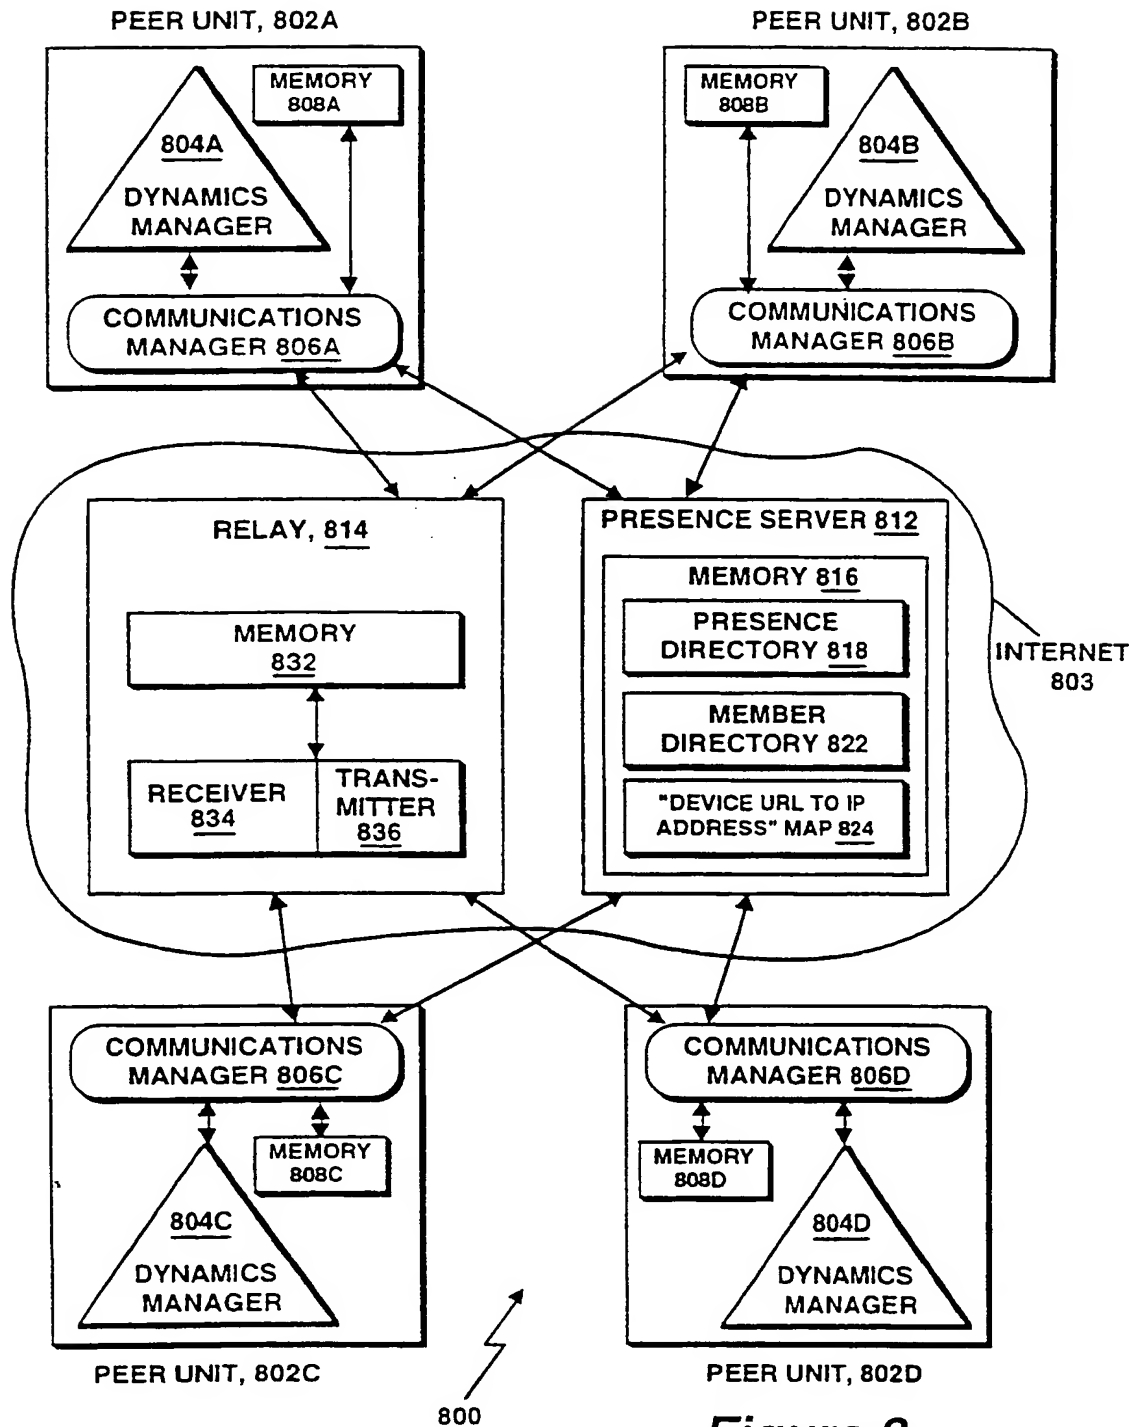 PEER UNIT, 802A
PEER UNIT, 802B
MEMORY
808A
804A
DYNAMICS
MANAGER
COMMUNICATIONS
MANAGER 806A
MEMORY
808B
804B
DYNAMICS
MANAGER
COMMUNICATIONS
MANAGER 806B
RELAY, 814
MEMORY
832
RECEIVER
834
TRANS-
MITTER
836
PRESENCE SERVER 812
MEMORY 816
PRESENCE
DIRECTORY 818
MEMBER
DIRECTORY 822
"DEVICE URL TO IP
ADDRESS" MAP 824
INTERNET
803
COMMUNICATIONS
MANAGER 806C
MEMORY
808C
804C
DYNAMICS
MANAGER
COMMUNICATIONS
MANAGER 806D
MEMORY
808D
804D
DYNAMICS
MANAGER
PEER UNIT, 802C
PEER UNIT, 802D
800
Figure